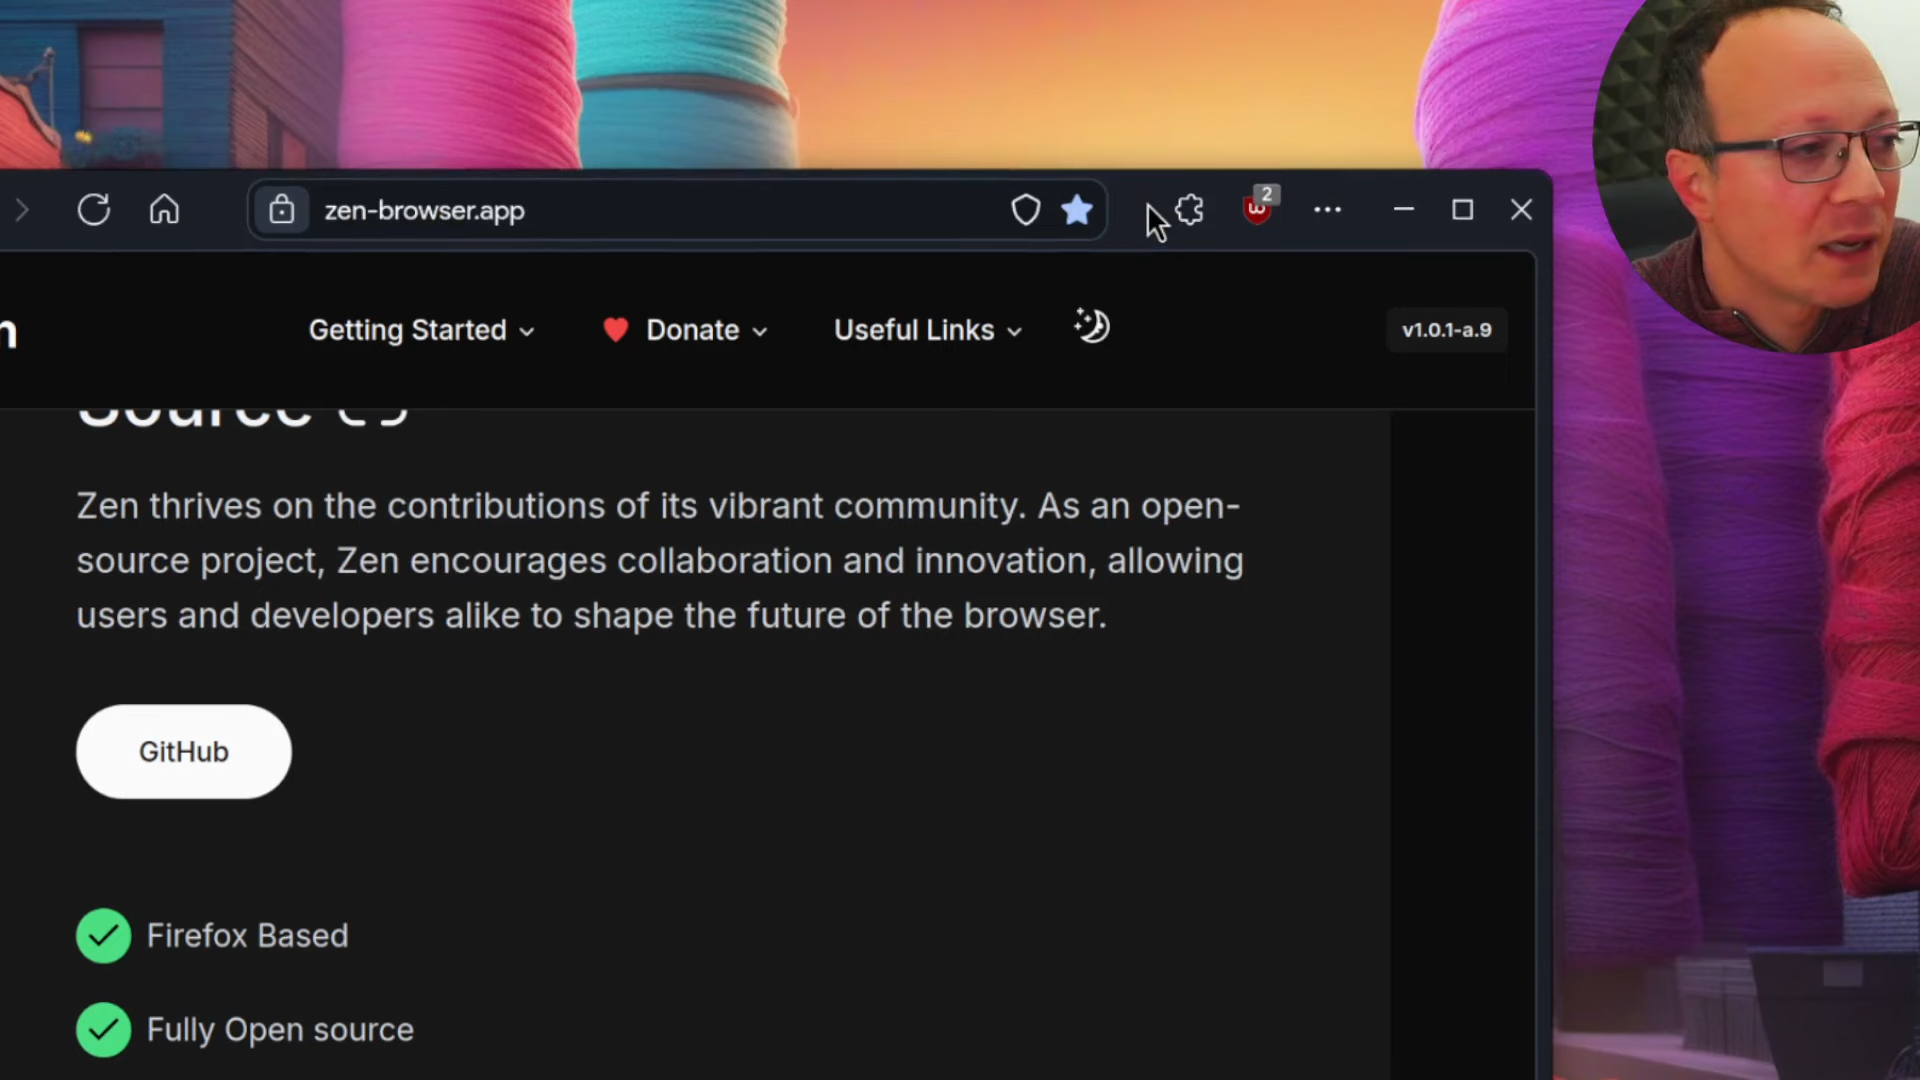 zen-browser.app
2
n
Getting Started
Donate
Useful Links
v1.0.1-a.9
Source
Zen thrives on the contributions of its vibrant community. As an open-
source project, Zen encourages collaboration and innovation, allowing
users and developers alike to shape the future of the browser.
GitHub
Firefox Based
Fully Open source